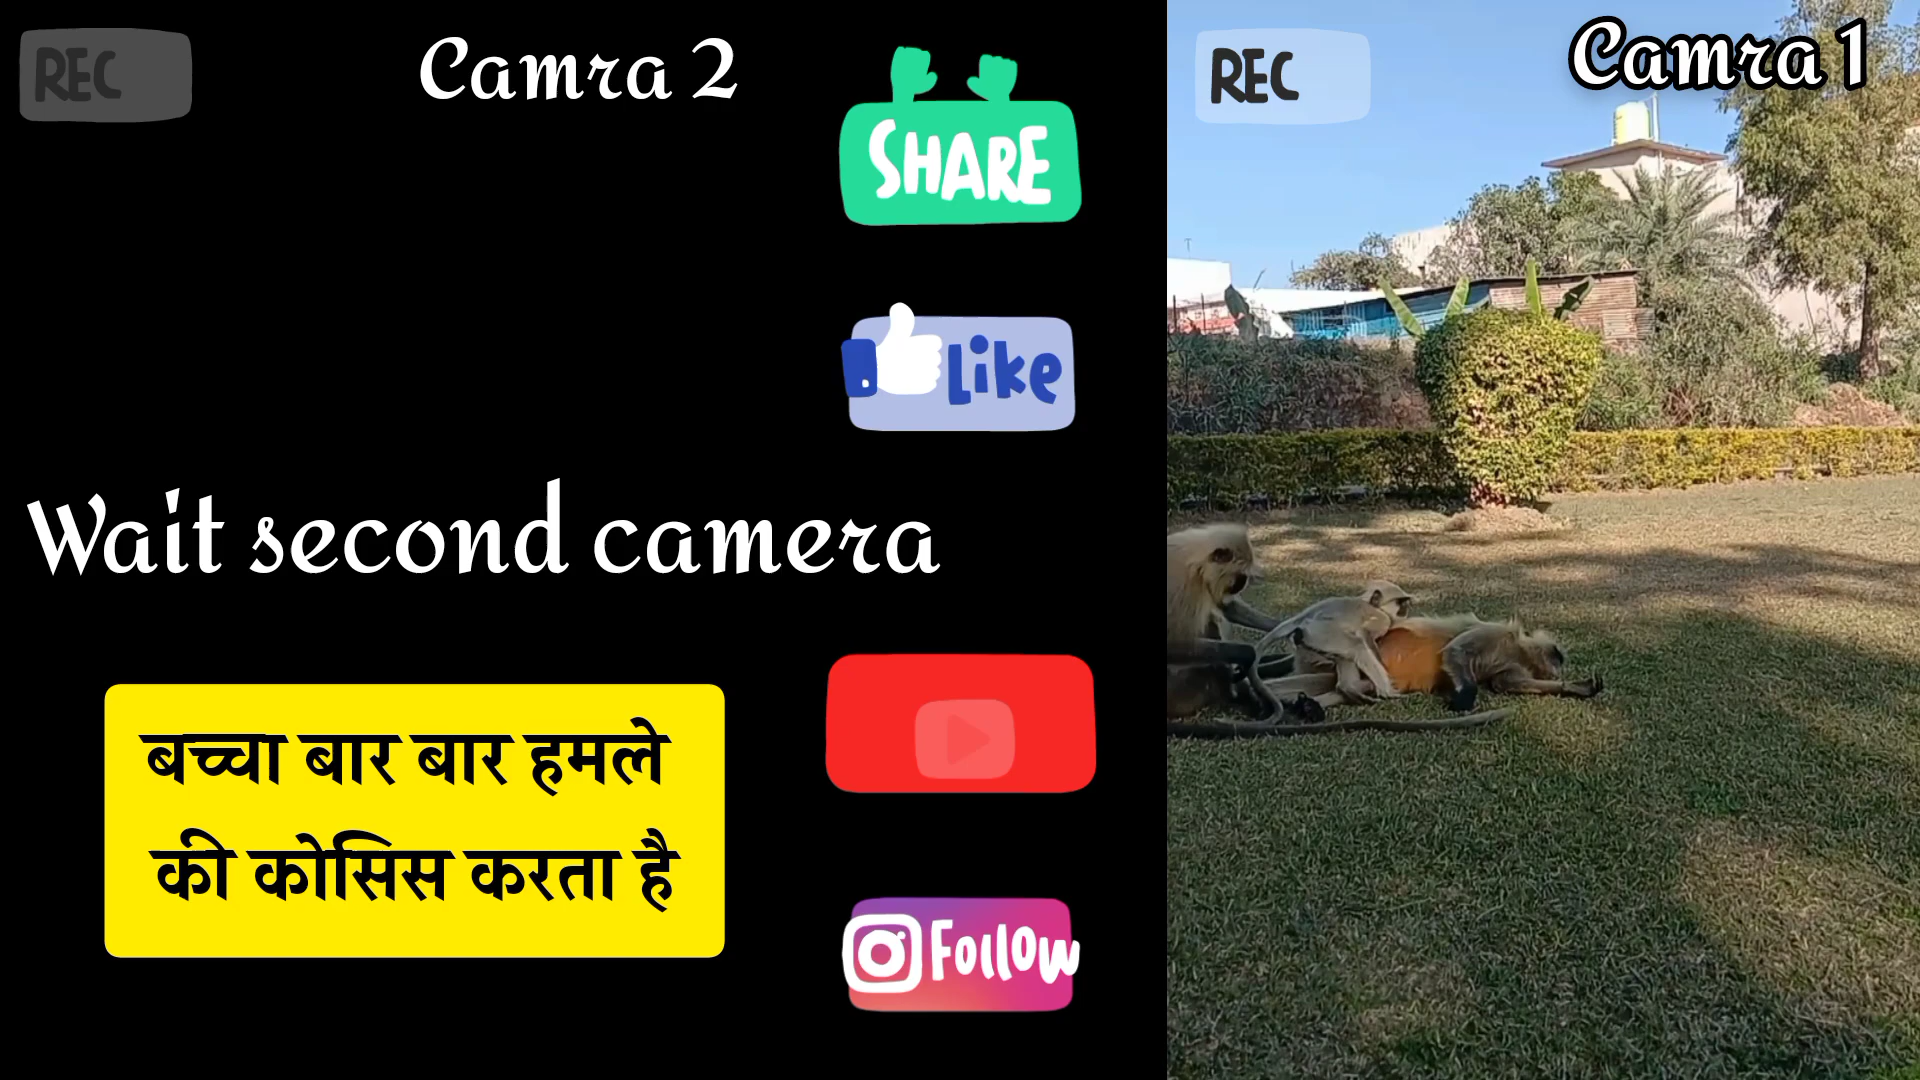 REC
Camra 2
SHARE
Like
Wait second camera
बच्चा बार बार हमले
की कोसिस करता है
Follow
REC
Camra 1